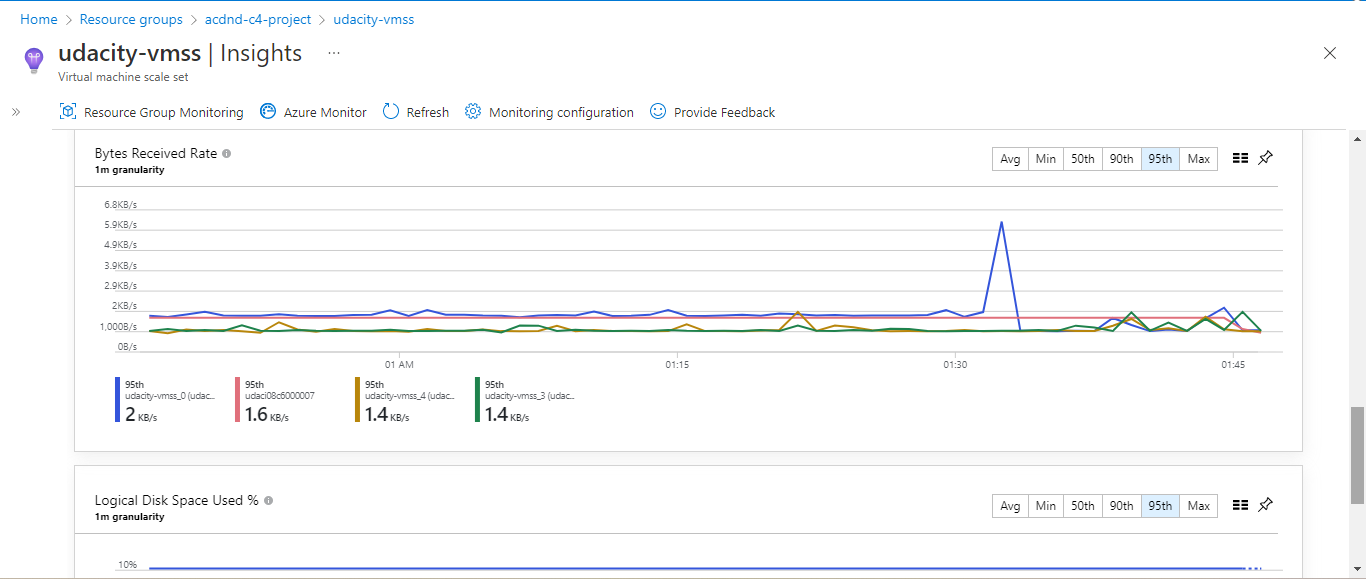 Home > Resource groups > acdnd-c4-project > udacity-vmss
udacity-vmss | Insights ...
Virtual machine scale set
Resource Group Monitoring Azure Monitor Refresh Monitoring configuration Provide Feedback
Bytes Received Rate
1m granularity
Avg Min 50th 90th 95th Max
6.8KB/s
5.9KB/s
4.9KB/s
3.9KB/s
2.9KB/s
2KB/s
1,000B/s
0B/s
01 AM 01:15 01:30 01:45
95th 95th 95th 95th
udacity-vmss_0 (udac... udaci08c6000007 udacity-vmss_4 (udac... udacity-vmss_3 (udac...
2 KB/s 1.6 KB/s 1.4 KB/s 1.4 KB/s
Logical Disk Space Used %
1m granularity
Avg Min 50th 90th 95th Max
10%